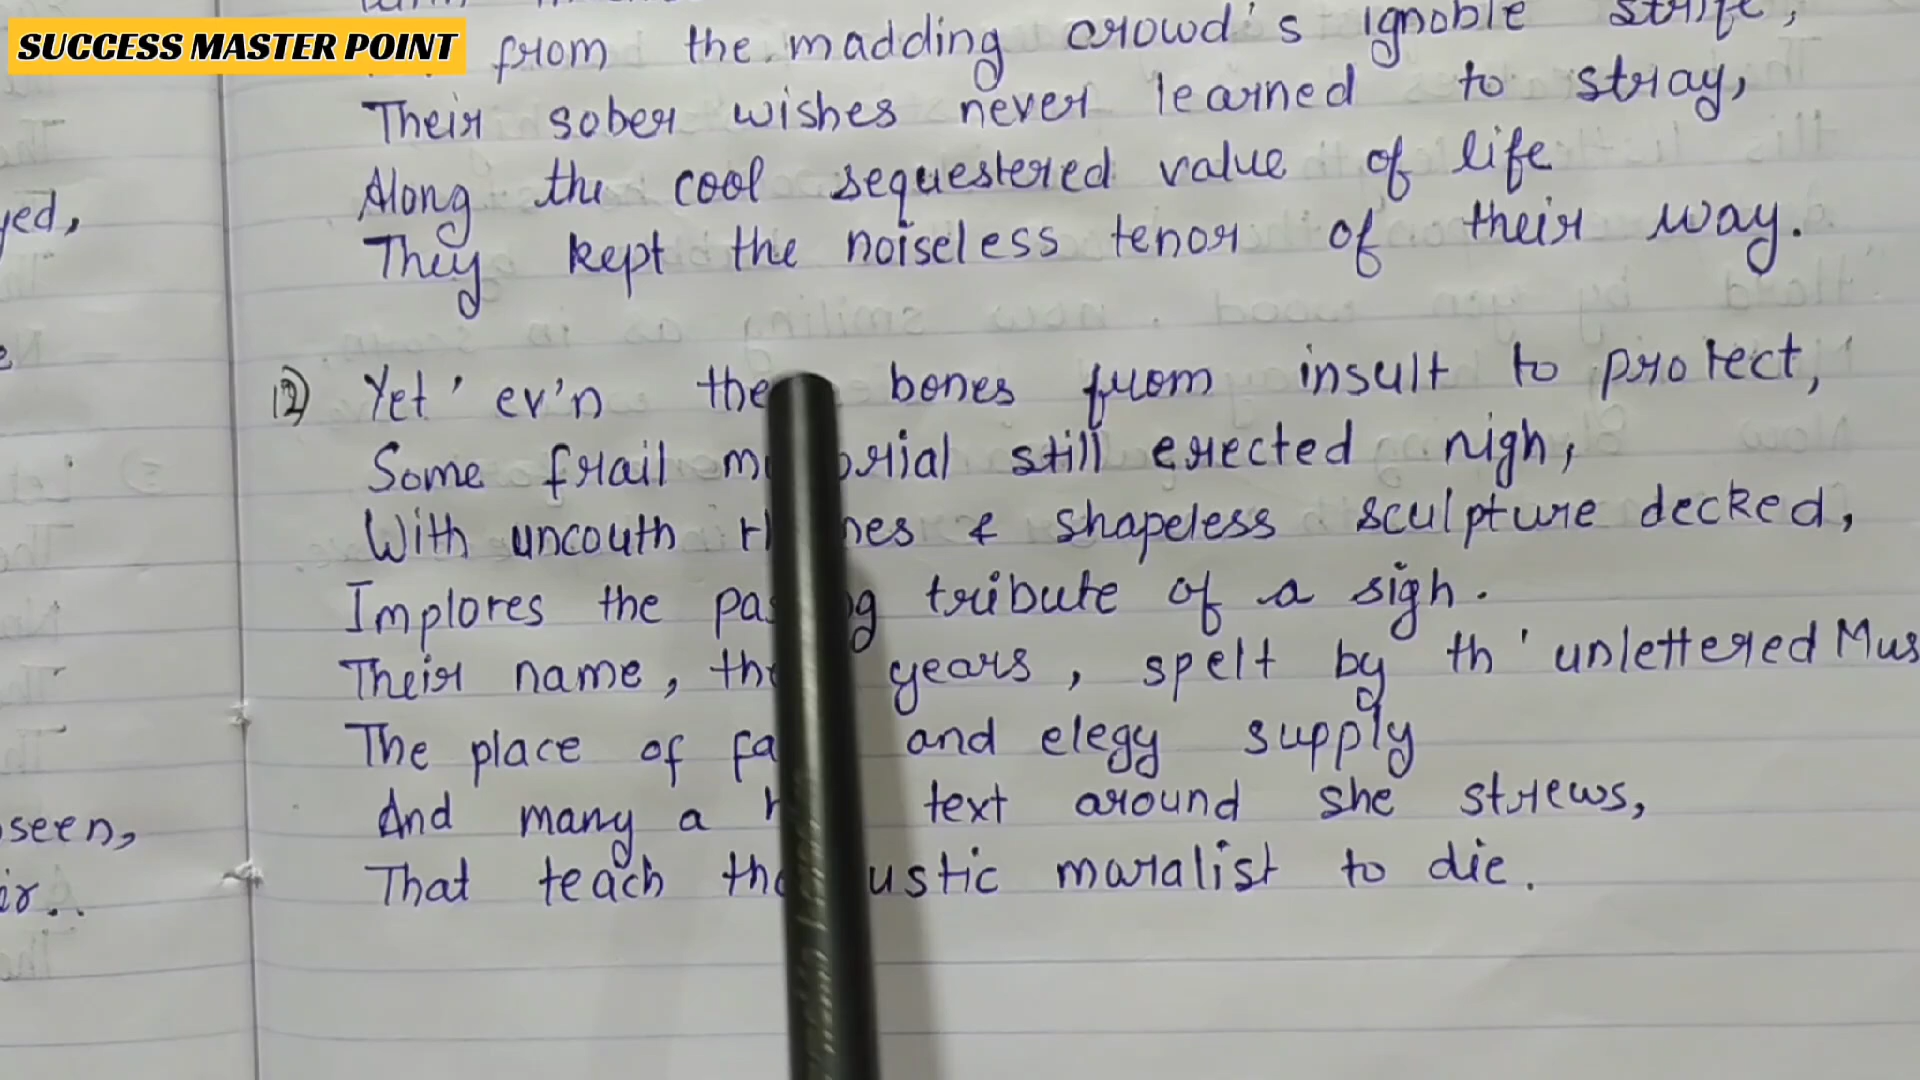 SUCCESS MASTER POINT
from the madding crowd's ignoble strife,
Their sober wishes never learned to stray,
Along the cool sequestered value of life
They kept the noiseless tenor of their way.
yed,
12) Yet' ev'n bones from insult to protect,
Some frail still erected nigh,
With uncouth & shapeless sculpture decked,
Implores the tribute of a sigh.
Their name, years, spelt by th' unlettered Mus
The place of and elegy supply
And many a text around she strews,
That teach moralist to die.
seen,